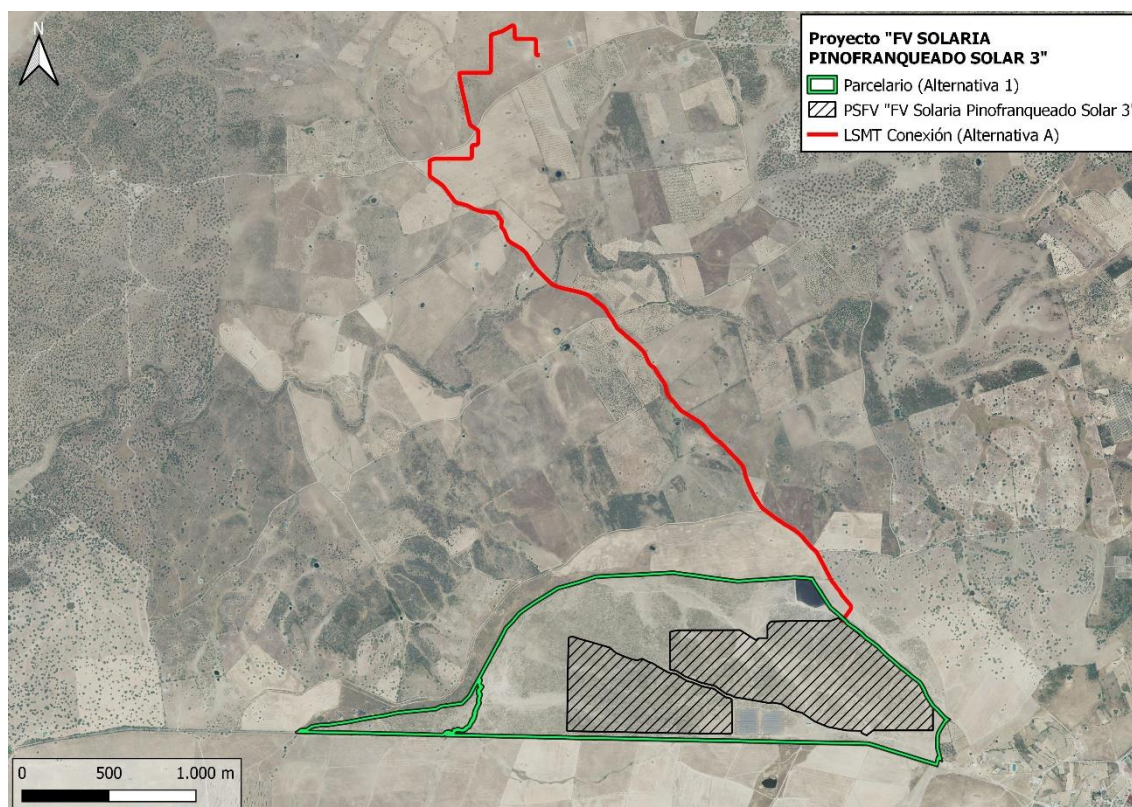 N
Proyecto "FV SOLARIA
PINOFRANQUEADO SOLAR 3"
Parcelario (Alternativa 1)
PSFV "FV Solaria Pinofranqueado Solar 3"
LSMT Conexión (Alternativa A)
0 500 1.000 m